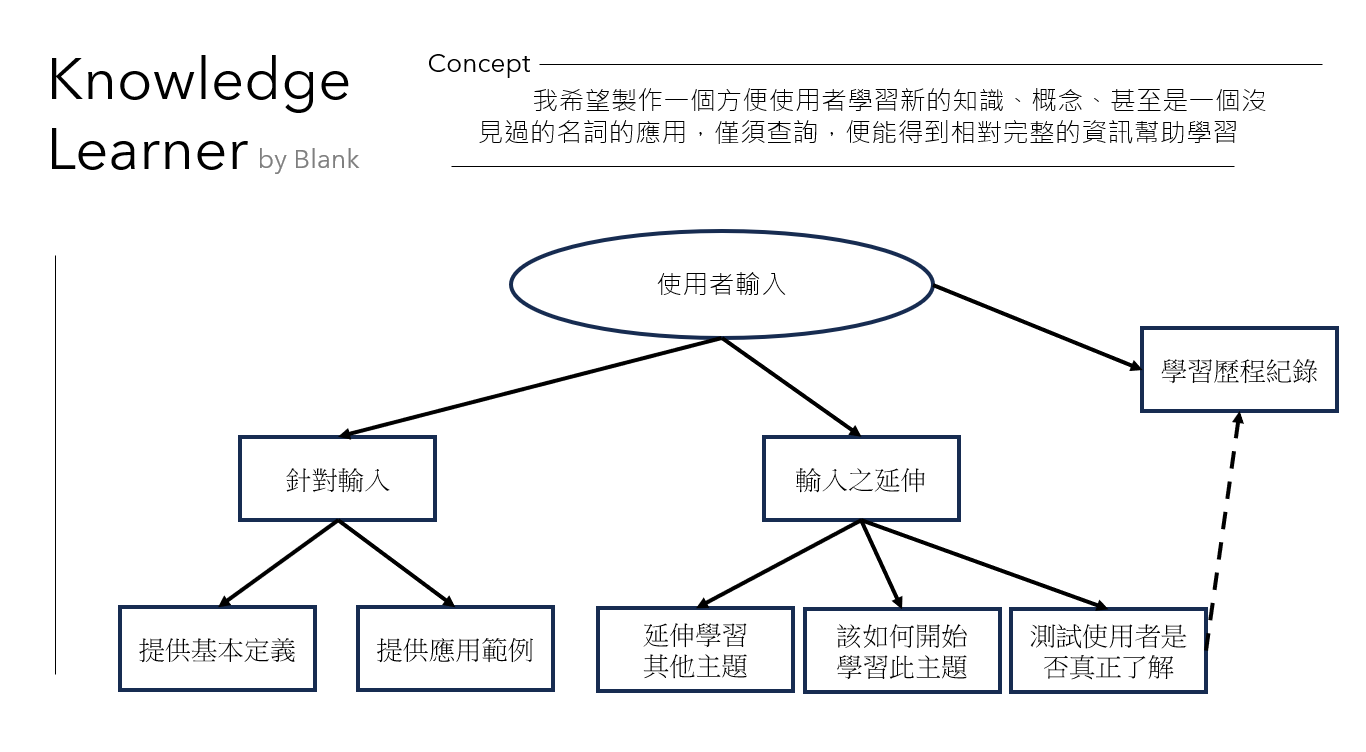 Knowledge
Learner by Blank
Concept
我希望製作一個方便使用者學習新的知識、概念、甚至是一個沒
見過的名詞的應用，僅須查詢，便能得到相對完整的資訊幫助學習
使用者輸入
學習歷程紀錄
針對輸入
輸入之延伸
提供基本定義
提供應用範例
延伸學習
其他主題
該如何開始
學習此主題
測試使用者是
否真正了解